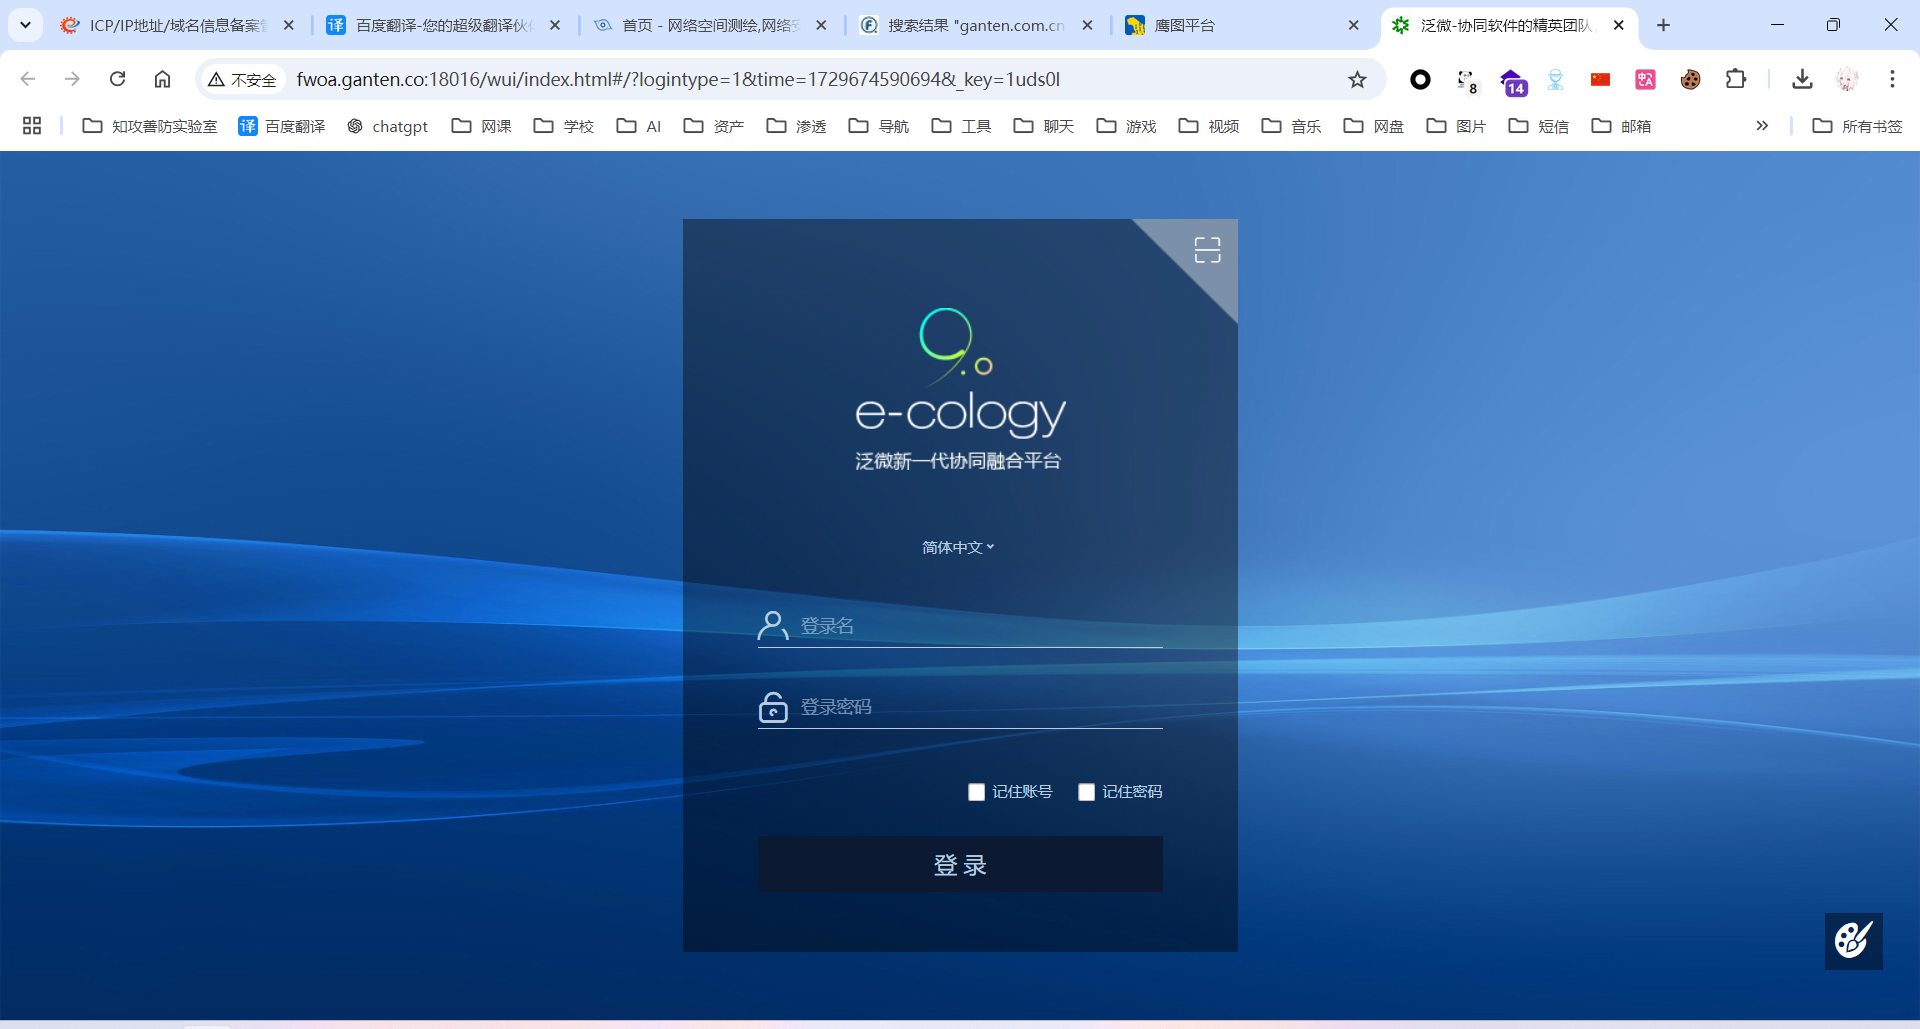 ICP/IP地址/域名信息备案管
百度翻译-您的超级翻译伙伴
首页 - 网络空间测绘,网络安
搜索结果 "ganten.com.cn
鹰图平台
泛微-协同软件的精英团队
不安全
fwoa.ganten.co:18016/wui/index.html#/?logintype=1&time=1729674590694&_key=1uds0l
8
14
知攻善防实验室
百度翻译
chatgpt
网课
学校
AI
资产
渗透
导航
工具
聊天
游戏
视频
音乐
网盘
图片
短信
邮箱
所有书签
e-cology
泛微新一代协同融合平台
简体中文
登录名
登录密码
记住账号
记住密码
登录